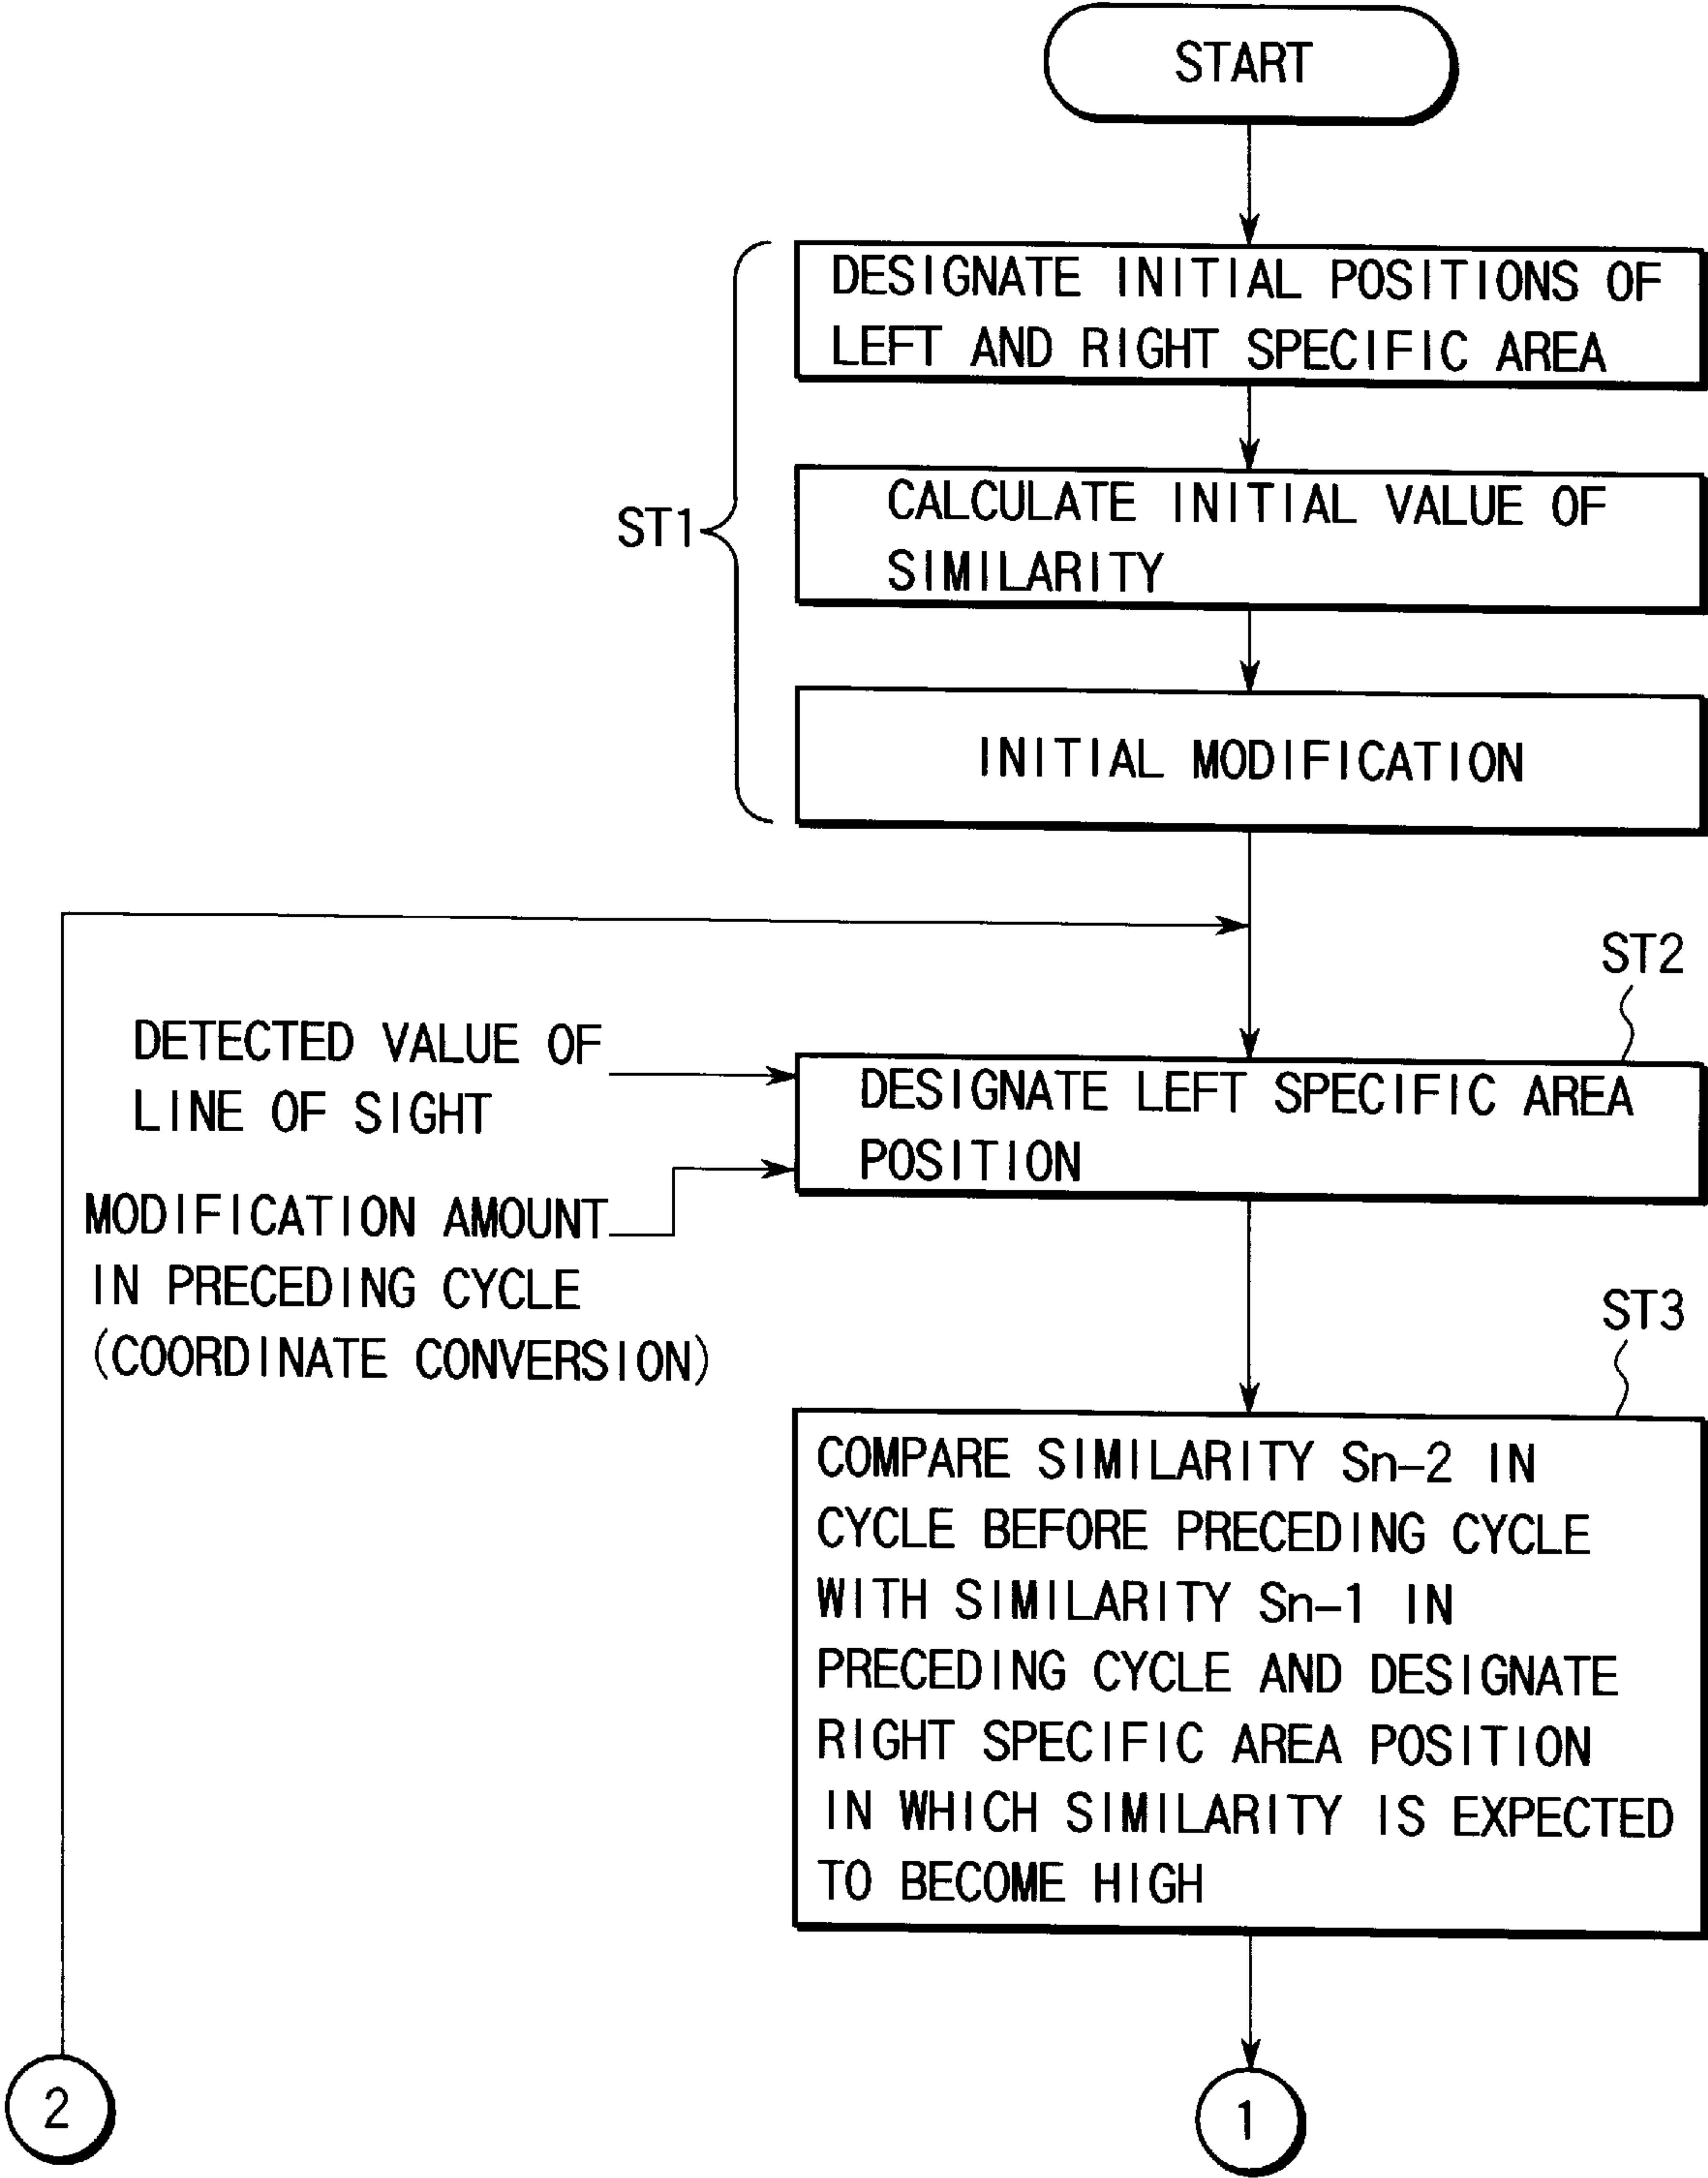 START
DESIGNATE INITIAL POSITIONS OF
LEFT AND RIGHT SPECIFIC AREA
ST1
CALCULATE INITIAL VALUE OF
SIMILARITY
INITIAL MODIFICATION
ST2
DETECTED VALUE OF
LINE OF SIGHT
DESIGNATE LEFT SPECIFIC AREA
POSITION
MODIFICATION AMOUNT
IN PRECEDING CYCLE
(COORDINATE CONVERSION)
ST3
COMPARE SIMILARITY Sn-2 IN
CYCLE BEFORE PRECEDING CYCLE
WITH SIMILARITY Sn-1 IN
PRECEDING CYCLE AND DESIGNATE
RIGHT SPECIFIC AREA POSITION
IN WHICH SIMILARITY IS EXPECTED
TO BECOME HIGH
2
1